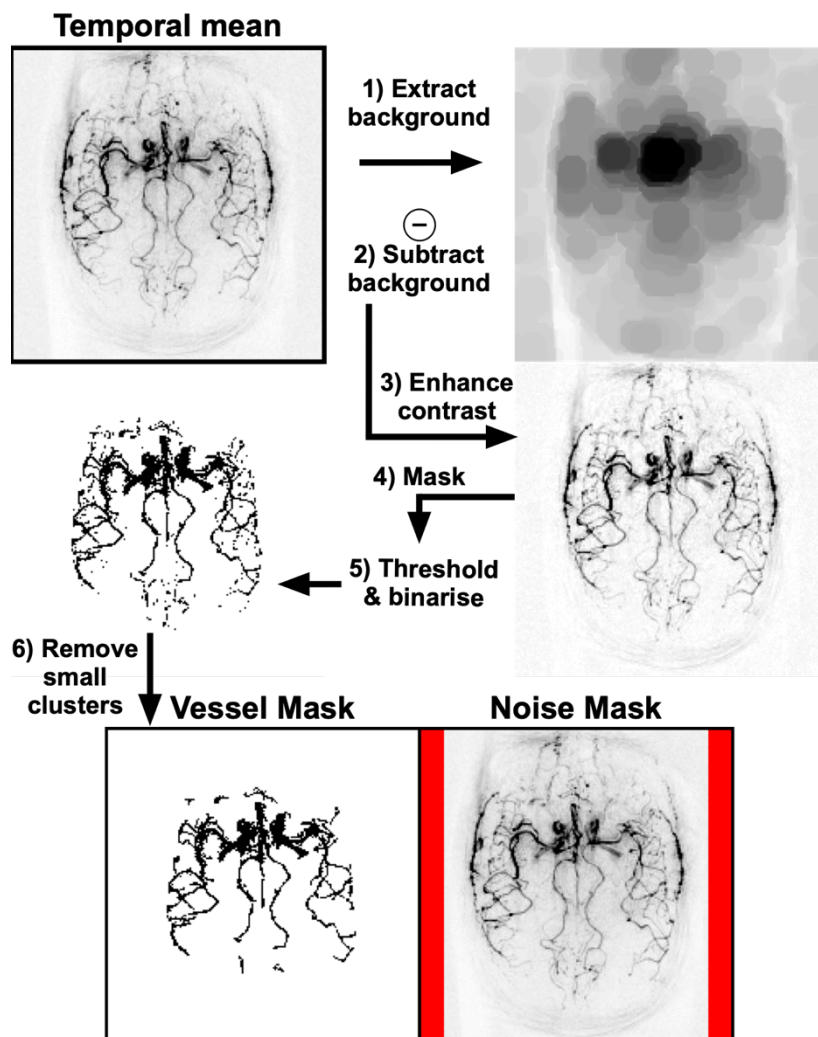 Temporal mean
1) Extract
background
−
2) Subtract
background
3) Enhance
contrast
4) Mask
5) Threshold
& binarise
6) Remove
small
clusters
Vessel Mask
Noise Mask